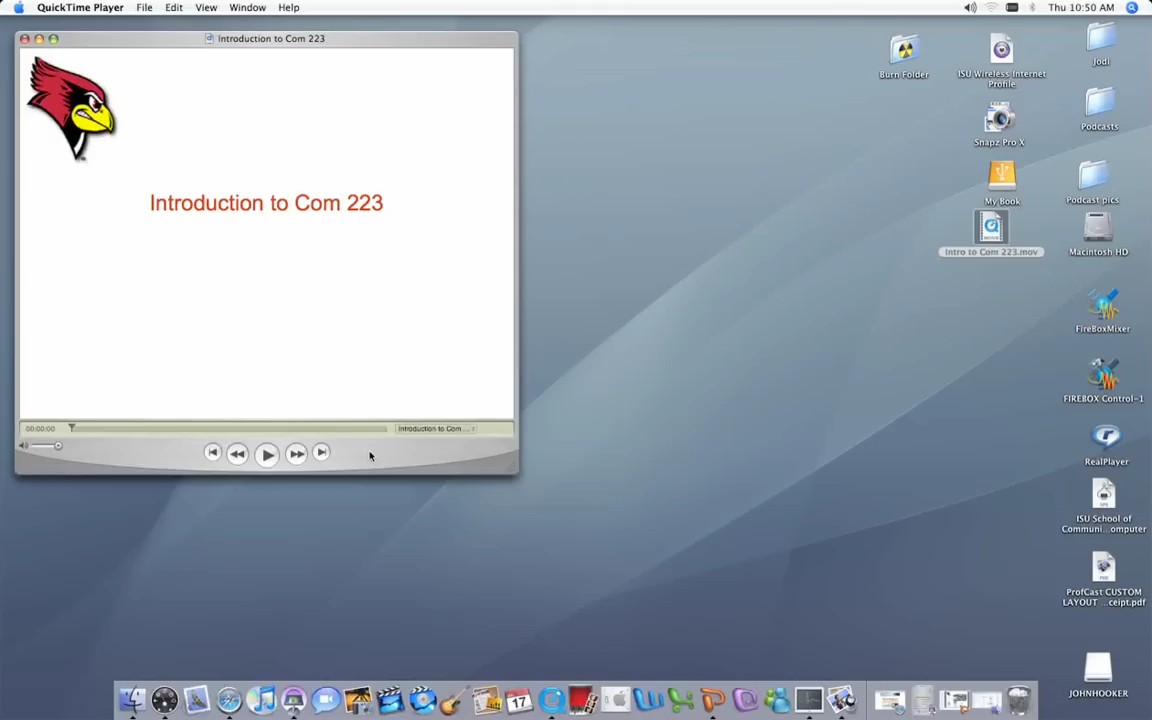 QuickTime Player File Edit View Window Help Thu 10:50 AM
Introduction to Com 223
Introduction to Com 223
00:00:00
Introduction to Com ...
Burn Folder
ISU Wireless Internet
Profile
Jodi
Snapz Pro X
Podcasts
My Book
Podcast pics
Intro to Com 223.mov
Macintosh HD
FireBoxMixer
FIREBOX Control-1
RealPlayer
ISU School of
Communi...omputer
ProfCast CUSTOM
LAYOUT ...ceipt.pdf
JOHNHOOKER
17